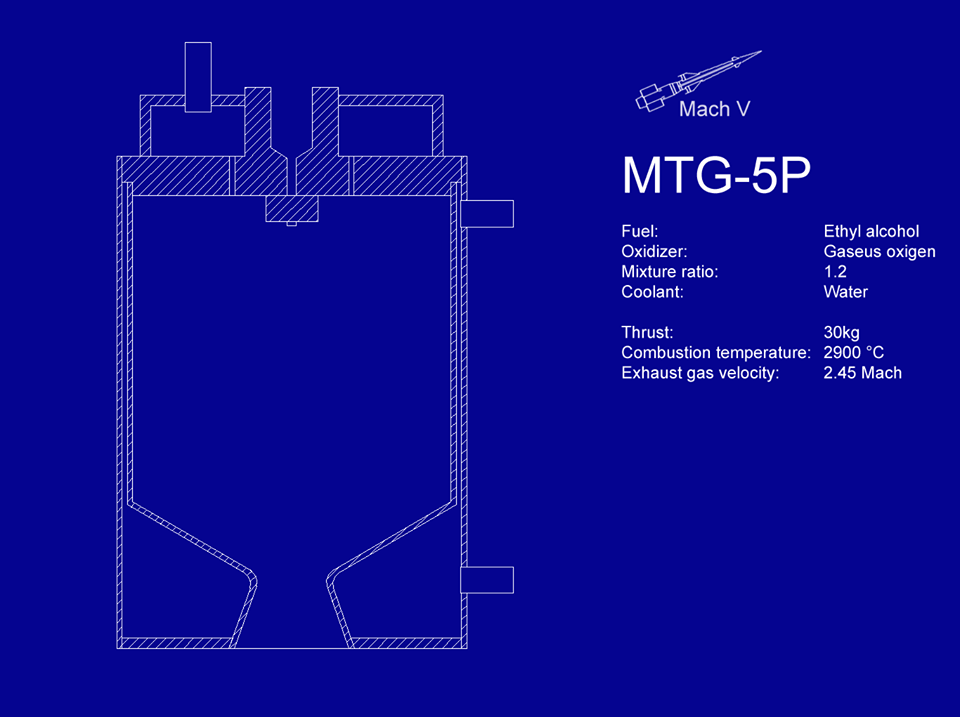 Mach V
MTG-5P
Fuel: Ethyl alcohol
Oxidizer: Gaseus oxigen
Mixture ratio: 1.2
Coolant: Water
Thrust: 30kg
Combustion temperature: 2900 °C
Exhaust gas velocity: 2.45 Mach